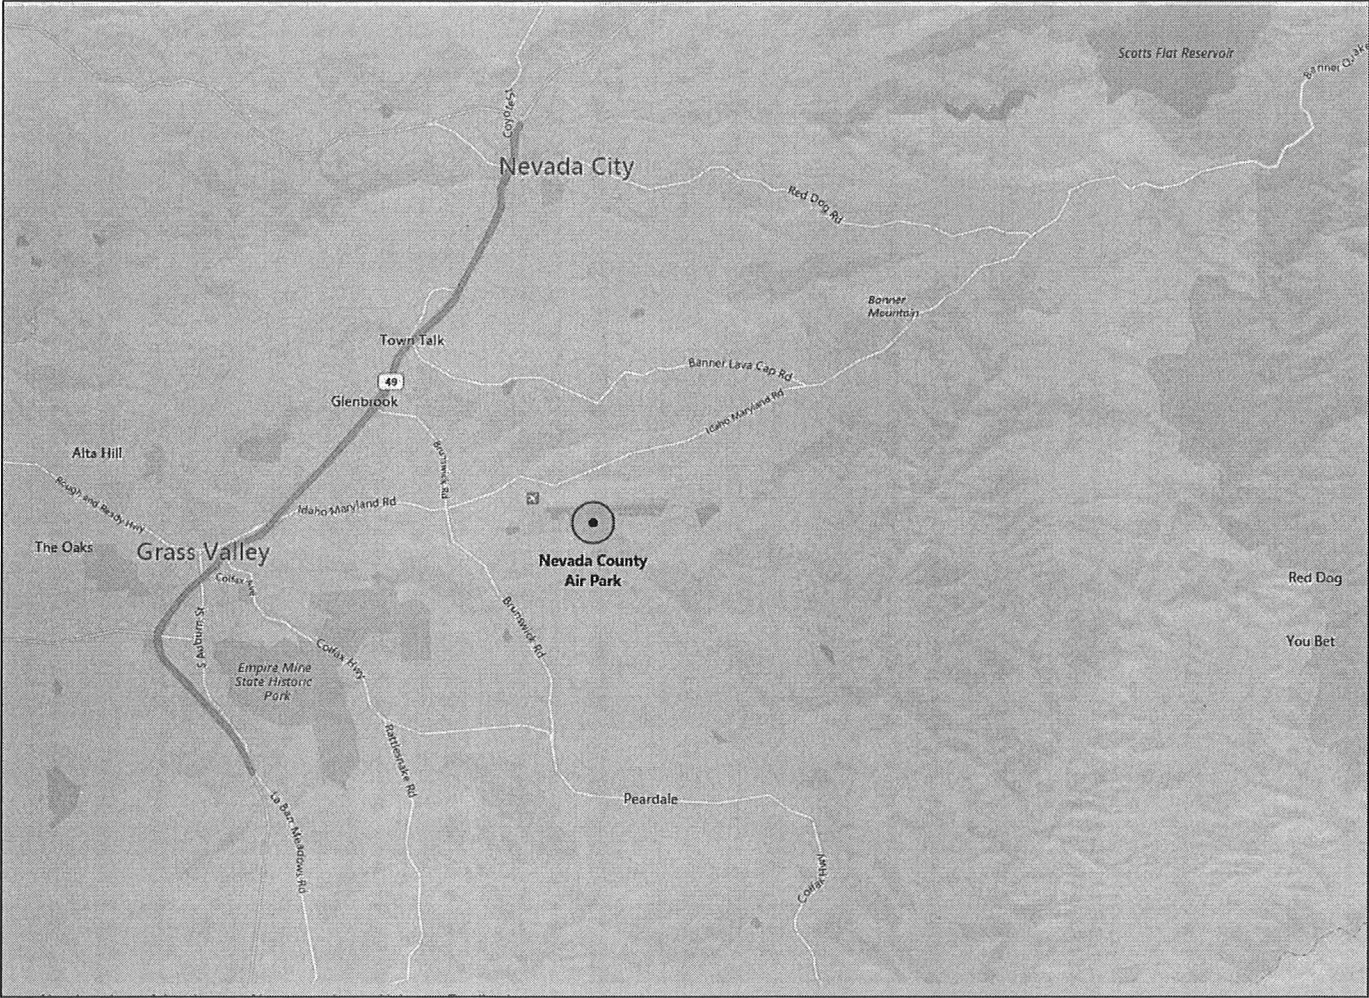 Scotts Flat Reservoir
Banner Quake
Coyote St
Nevada City
Red Dog Rd
Banner
Mountain
Town Talk
Banner Lava Cap Rd
49
Glenbrook
Idaho Maryland Rd
Alta Hill
Brunswick Rd
Rough and Ready Hwy
Idaho Maryland Rd
The Oaks
Grass Valley
Nevada County
Air Park
Colfax Ave
Red Dog
S Auburn St
Brunswick Rd
You Bet
Colfax Hwy
Empire Mine
State Historic
Park
Rattlesnake Rd
La Barr Meadows Rd
Peardale
Colfax Hwy